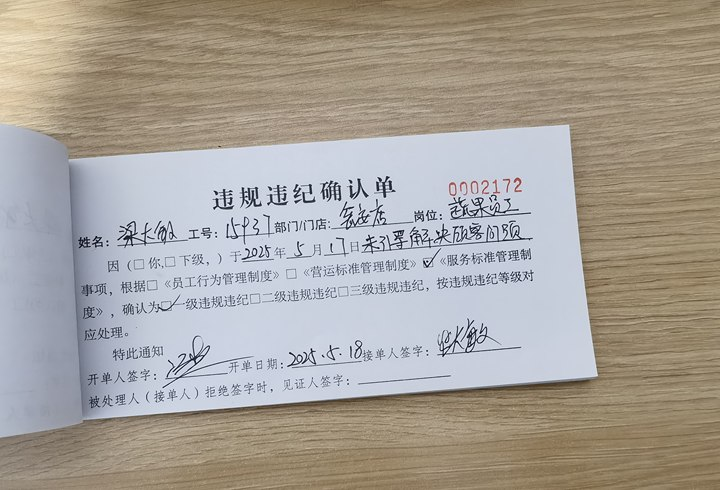 违规违纪确认单
0002172
姓名：梁大敏 工号：15937 部门/门店：店 岗位：蔬果员工
因（□你,□下级，）于2025年5月17日未引导解决顾客问题
事项，根据□《员工行为管理制度》□《营运标准管理制度》☑《服务标准管理制
度》，确认为☑一级违规违纪□二级违规违纪□三级违规违纪，按违规违纪等级对
应处理。
特此通知
开单人签字： 开单日期：2025.5.18 接单人签字：梁大敏
被处理人（接单人）拒绝签字时，见证人签字：